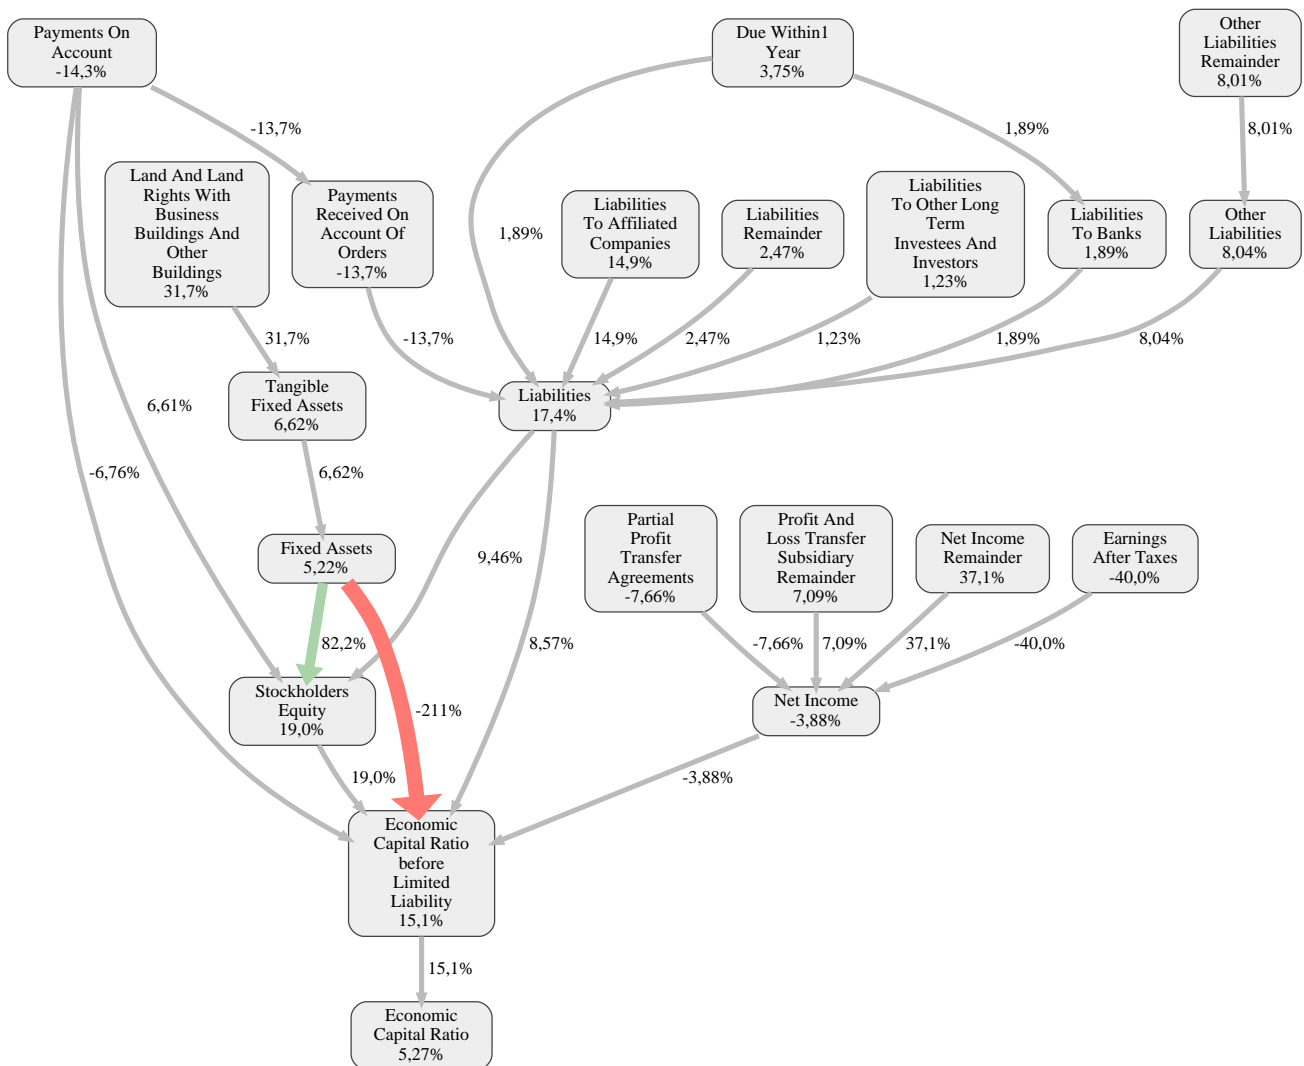 Payments On
Account
-14,3%
Due Within1
Year
3,75%
Other
Liabilities
Remainder
8,01%
-13,7%
1,89%
8,01%
Land And Land
Rights With
Business
Buildings And
Other
Buildings
31,7%
Payments
Received On
Account Of
Orders
-13,7%
1,89%
Liabilities
To Affiliated
Companies
14,9%
Liabilities
Remainder
2,47%
Liabilities
To Other Long
Term
Investees And
Investors
1,23%
Liabilities
To Banks
1,89%
Other
Liabilities
8,04%
31,7%
-13,7%
14,9%
2,47%
1,23%
1,89%
8,04%
Tangible
Fixed Assets
6,62%
6,61%
Liabilities
17,4%
-6,76%
6,62%
Fixed Assets
5,22%
9,46%
Partial
Profit
Transfer
Agreements
-7,66%
Profit And
Loss Transfer
Subsidiary
Remainder
7,09%
Net Income
Remainder
37,1%
Earnings
After Taxes
-40,0%
82,2%
8,57%
-7,66%
7,09%
37,1%
-40,0%
Stockholders
Equity
19,0%
-211%
Net Income
-3,88%
19,0%
-3,88%
Economic
Capital Ratio
before
Limited
Liability
15,1%
15,1%
Economic
Capital Ratio
5,27%